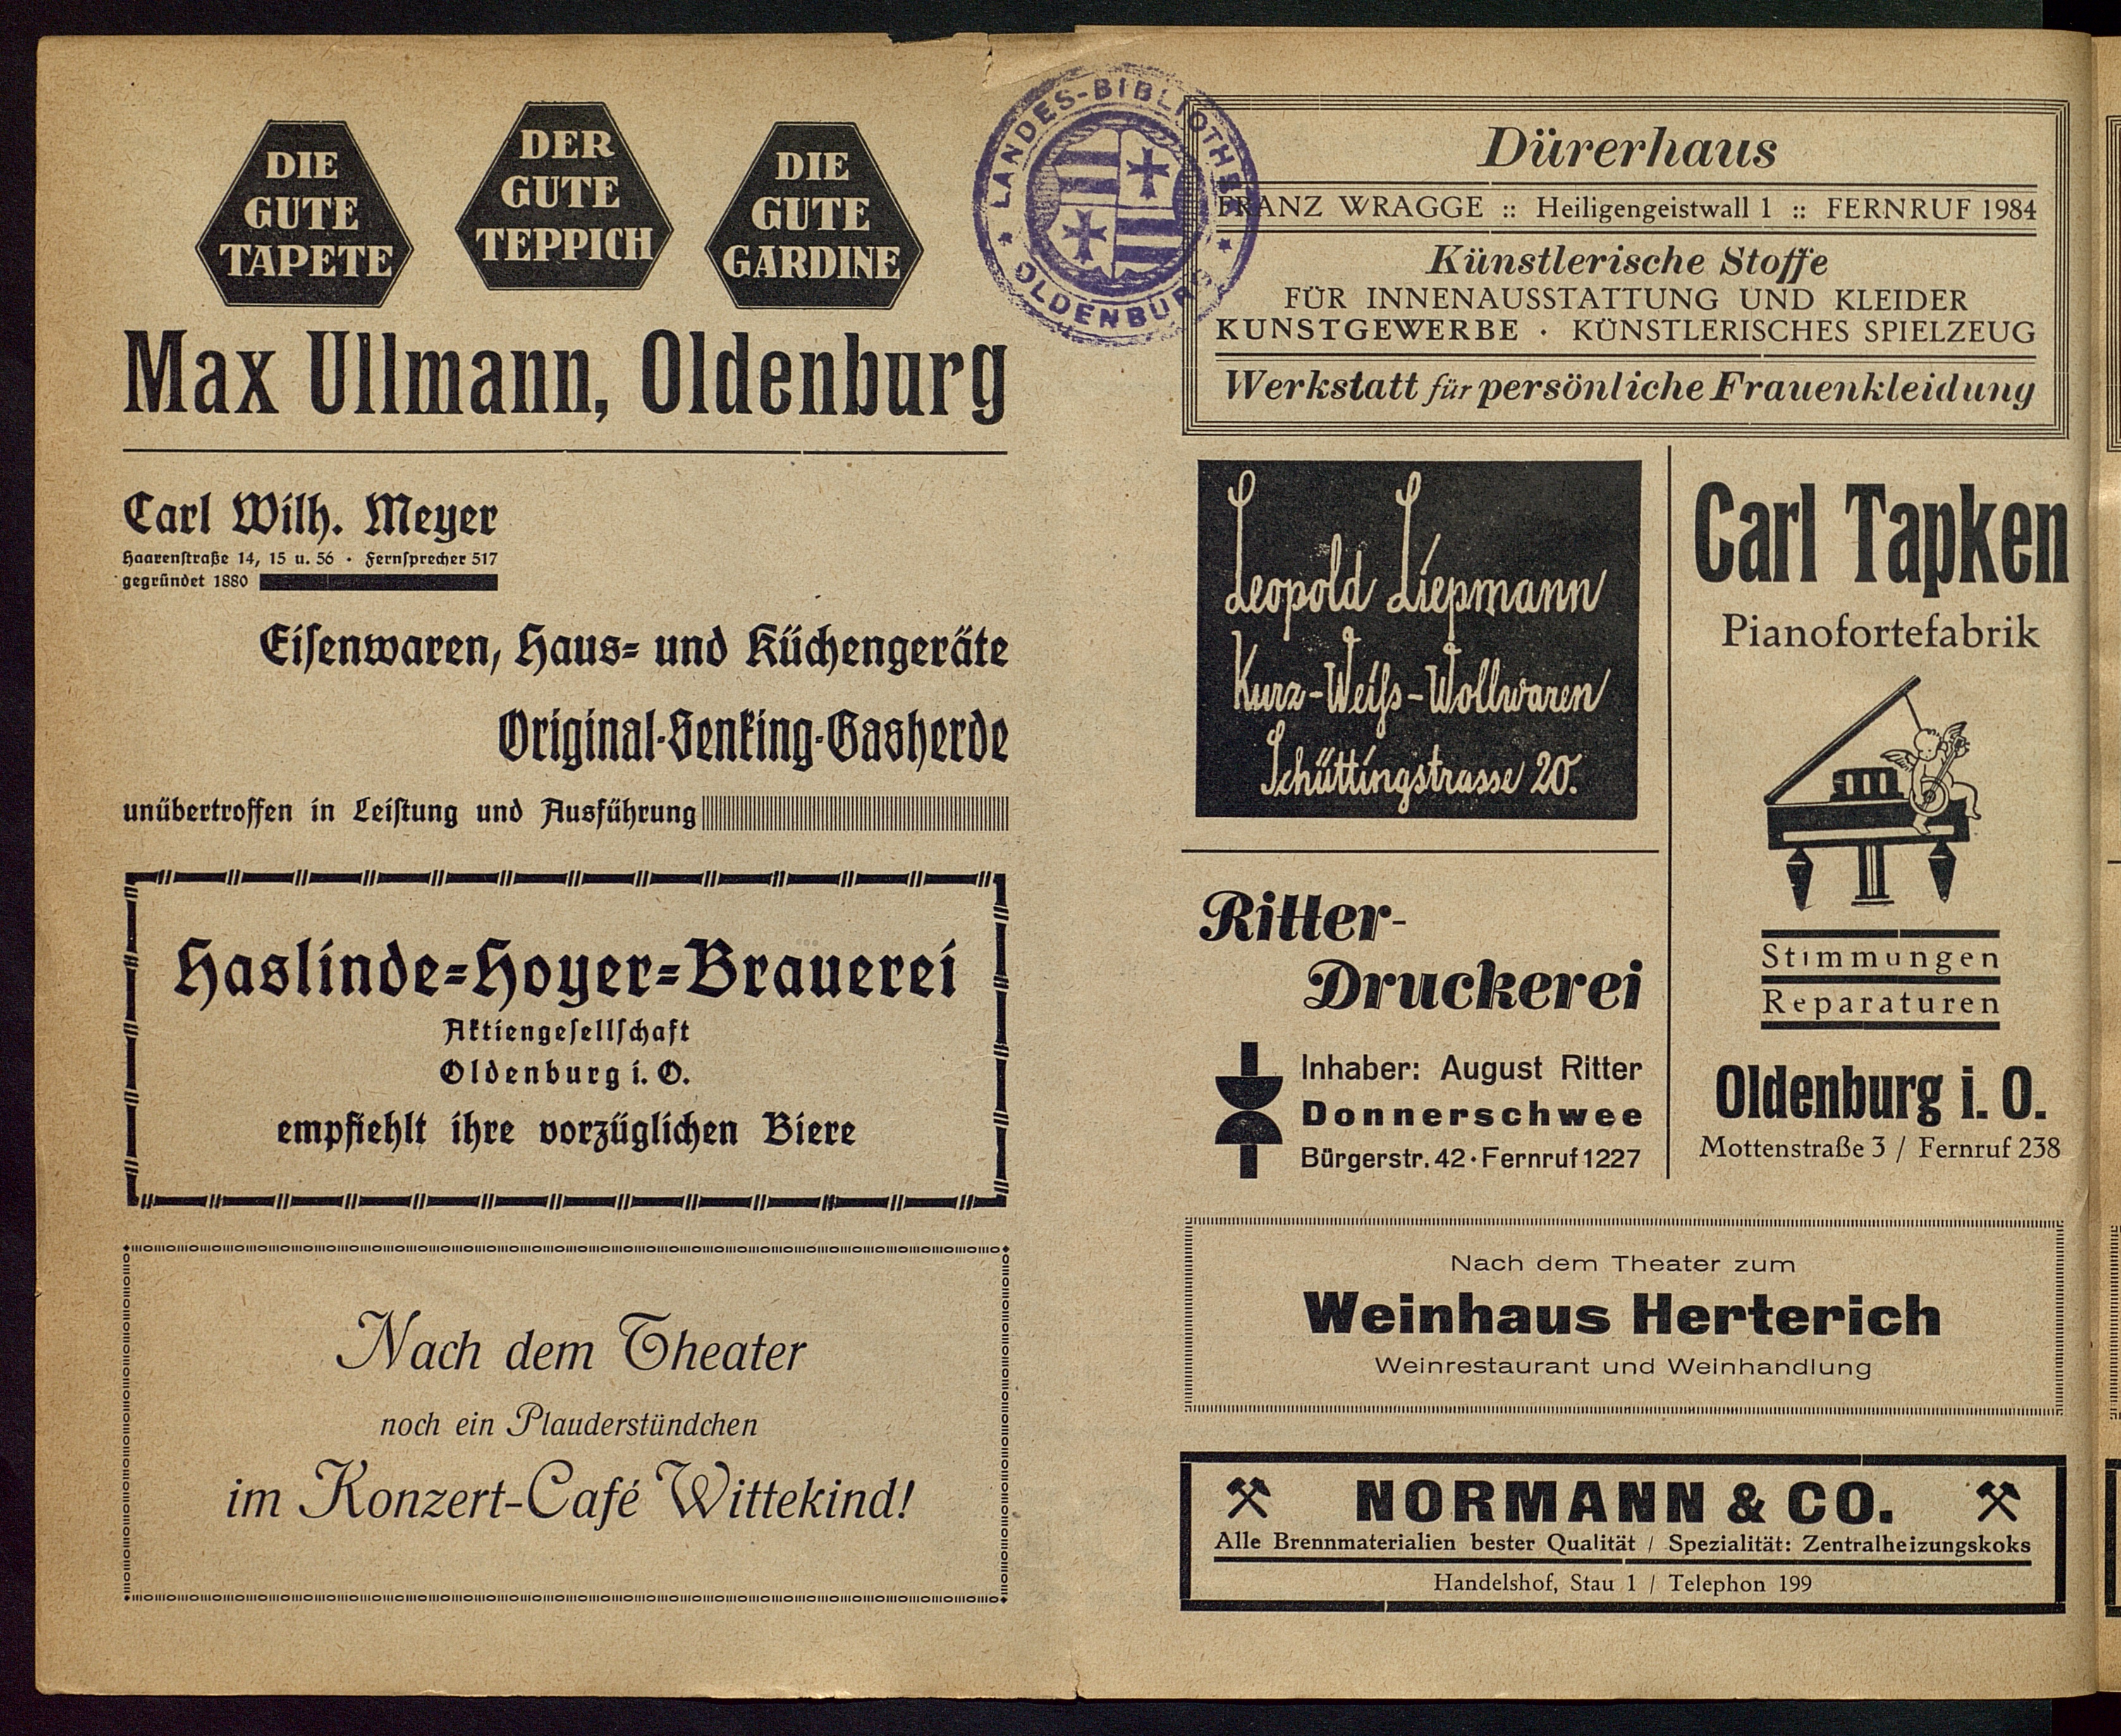 DIE
GUTE
TAPETE
DER
GUTE
TEPPICH
DIE
GUTE
GARDINE
Max Ullmann, Oldenburg
Carl Wilh. Meyer
Haarenſtraße 14, 15 u. 56 · Fernſprecher 517
gegründet 1880
Eiſenwaren, Haus- und Küchengeräte
Original-Senking-Gasherde
unübertroffen in Leiſtung und Ausführung
Haslinde-Hoyer-Brauerei
Aktiengeſellſchaft
Oldenburg i. O.
empfiehlt ihre vorzüglichen Biere
Nach dem Theater
noch ein Plauderstündchen
im Konzert-Café Wittekind!
LANDES-BIBLIOTHEK
* OLDENBURG *
Dürerhaus
FRANZ WRAGGE :: Heiligengeistwall 1 :: FERNRUF 1984
Künstlerische Stoffe
FÜR INNENAUSSTATTUNG UND KLEIDER
KUNSTGEWERBE · KÜNSTLERISCHES SPIELZEUG
Werkstatt für persönliche Frauenkleidung
Leopold Liepmann
Kurz-Weiſs-Wollwaren
Schüttingstrasse 20.
Ritter-
Druckerei
Inhaber: August Ritter
Donnerschwee
Bürgerstr. 42 · Fernruf 1227
Carl Tapken
Pianofortefabrik
Stimmungen
Reparaturen
Oldenburg i. O.
Mottenstraße 3 / Fernruf 238
Nach dem Theater zum
Weinhaus Herterich
Weinrestaurant und Weinhandlung
NORMANN & CO.
Alle Brennmaterialien bester Qualität / Spezialität: Zentralheizungskoks
Handelshof, Stau 1 / Telephon 199